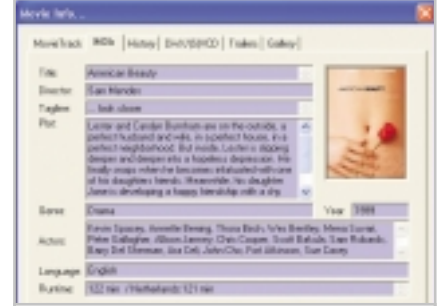 Movie Info...
MovieTrack IMDb History DivX/(S)VCD Trailers Gallery
Title: American Beauty
Director: Sam Mendes
Tagline: ... look closer
Plot: Lester and Carolyn Burnham are on the outside, a
perfect husband and wife, in a perfect house, in a
perfect neighborhood. But inside, Lester is slipping
deeper and deeper into a hopeless depression. He
finally snaps when he becomes infatuated with one
of his daughters friends. Meanwhile, his daughter
Jane is developing a happy friendship with a shy
Genre: Drama Year 1999
Actors: Kevin Spacey, Annette Bening, Thora Birch, Wes Bentley, Mena Suvari,
Peter Gallagher, Allison Janney, Chris Cooper, Scott Bakula, Sam Robards,
Barry Del Sherman, Ara Celi, John Cho, Fort Atkinson, Sue Casey
Language English
Runtime: 122 min / Netherlands:121 min